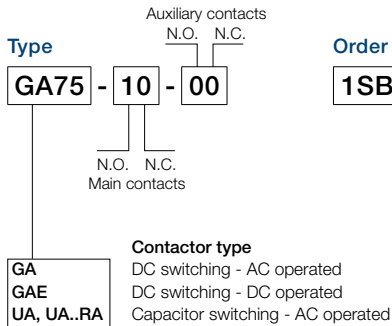 Auxiliary contacts
N.O. N.C.
Type
Order
GA75 - 10 - 00
1SB
N.O. N.C.
Main contacts
Contactor type
GA DC switching - AC operated
GAE DC switching - DC operated
UA, UA..RA Capacitor switching - AC operated